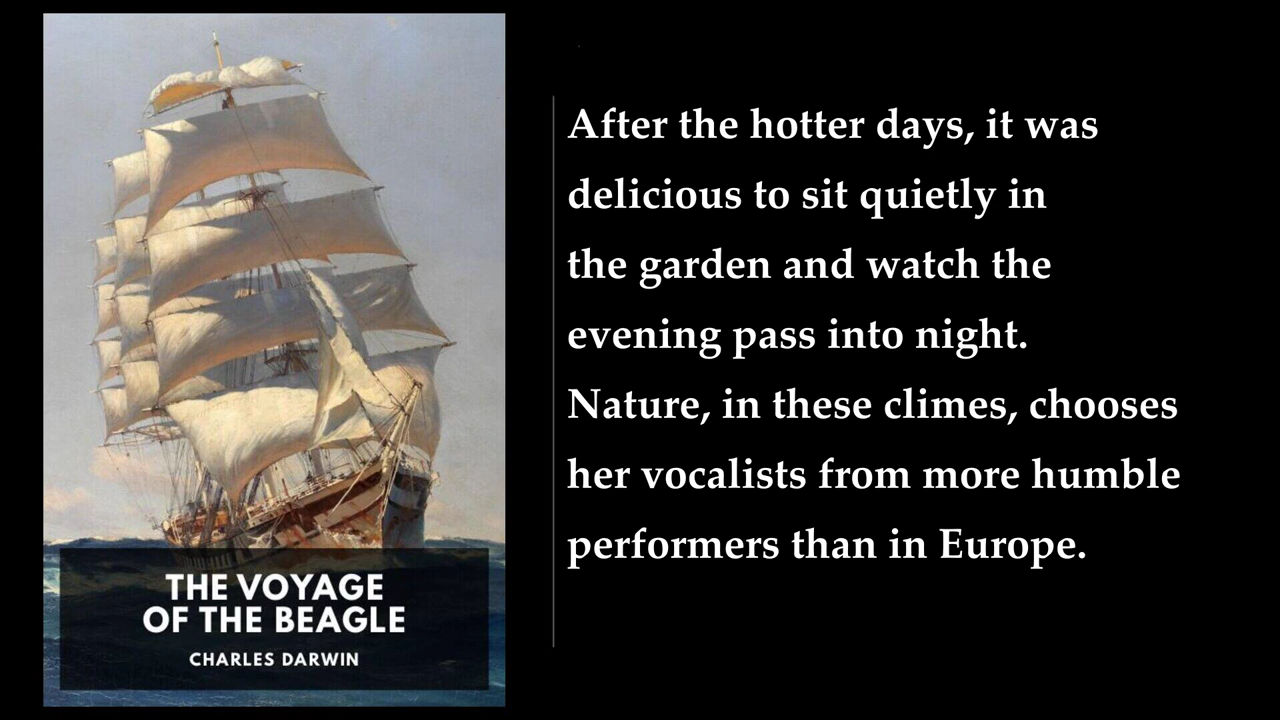 THE VOYAGE
OF THE BEAGLE
CHARLES DARWIN
After the hotter days, it was
delicious to sit quietly in
the garden and watch the
evening pass into night.
Nature, in these climes, chooses
her vocalists from more humble
performers than in Europe.